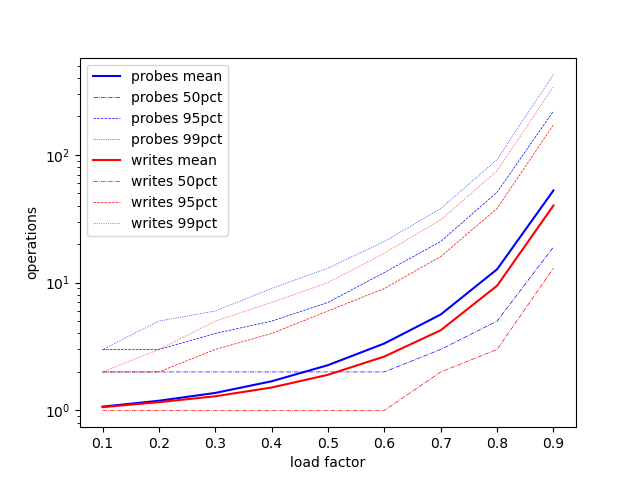 probes mean
probes 50pct
probes 95pct
probes 99pct
writes mean
writes 50pct
writes 95pct
writes 99pct
operations
10²
10¹
10⁰
0.1 0.2 0.3 0.4 0.5 0.6 0.7 0.8 0.9
load factor